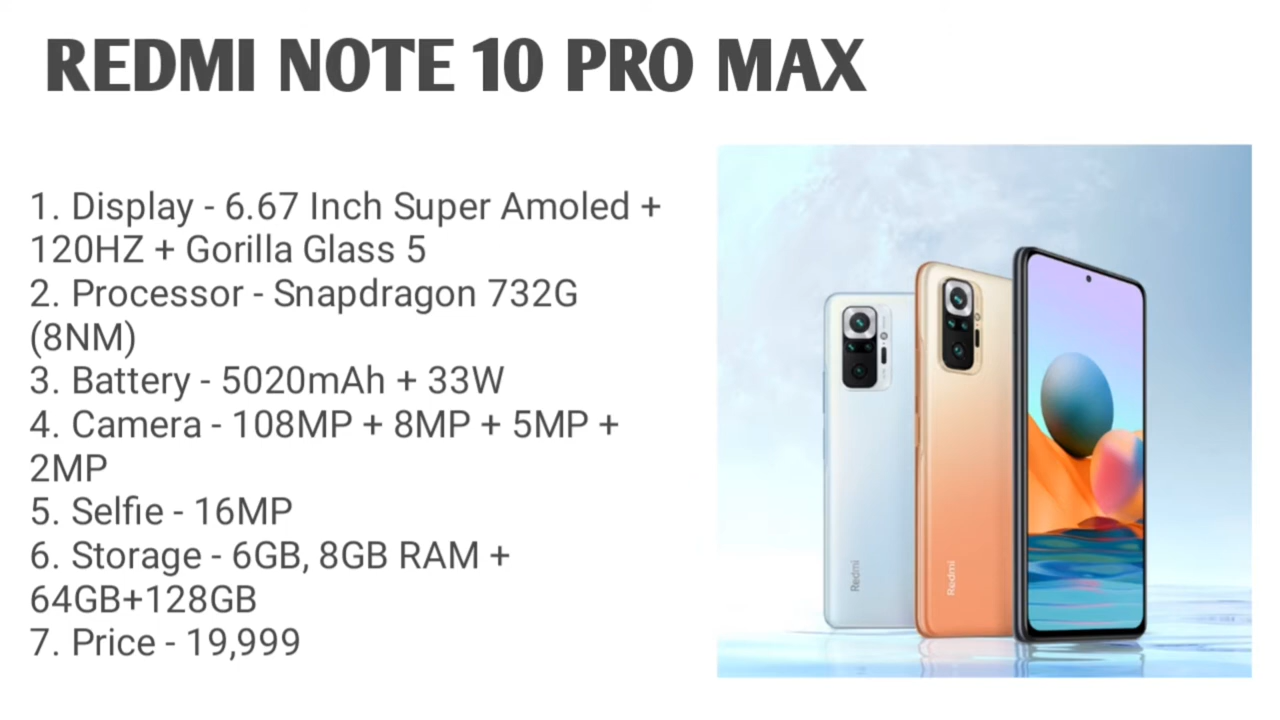 REDMI NOTE 10 PRO MAX
1. Display - 6.67 Inch Super Amoled +
120HZ + Gorilla Glass 5
2. Processor - Snapdragon 732G
(8NM)
3. Battery - 5020mAh + 33W
4. Camera - 108MP + 8MP + 5MP +
2MP
5. Selfie - 16MP
6. Storage - 6GB, 8GB RAM +
64GB+128GB
7. Price - 19,999
Redmi
Redmi